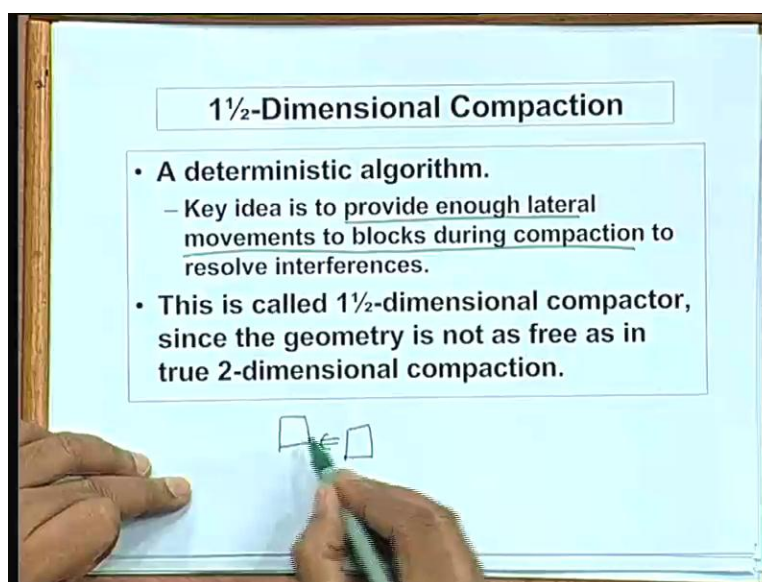 1½-Dimensional Compaction
• A deterministic algorithm.
– Key idea is to provide enough lateral
movements to blocks during compaction to
resolve interferences.
• This is called 1½-dimensional compactor,
since the geometry is not as free as in
true 2-dimensional compaction.